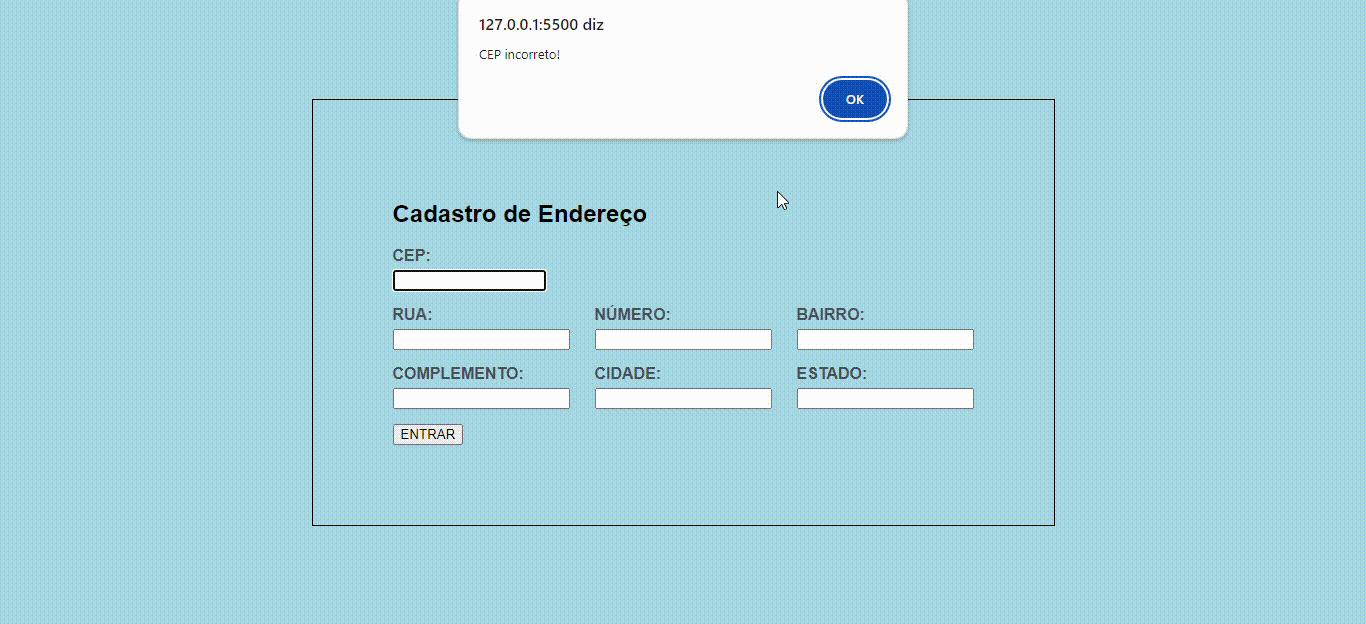 127.0.0.1:5500 diz
CEP incorreto!
OK
Cadastro de Endereço
CEP:
RUA: NÚMERO: BAIRRO:
COMPLEMENTO: CIDADE: ESTADO:
ENTRAR